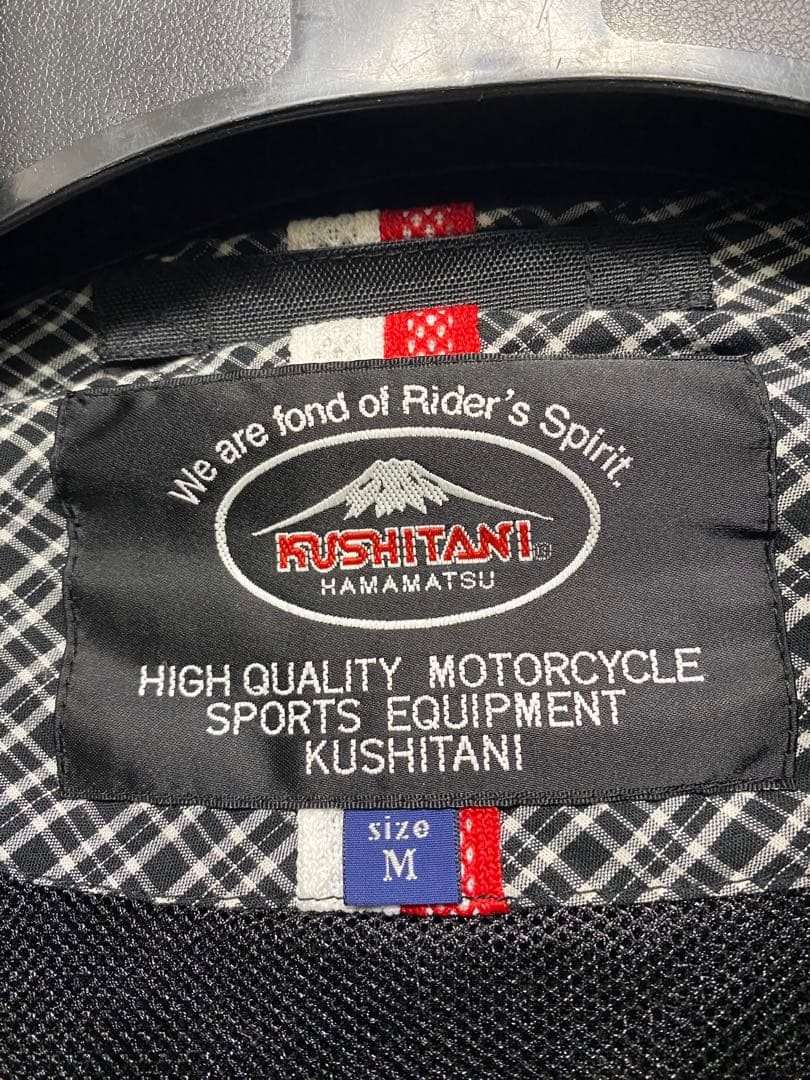 We are fond of Rider's Spirit.
KUSHITANI®
HAMAMATSU
HIGH QUALITY MOTORCYCLE
SPORTS EQUIPMENT
KUSHITANI
size
M